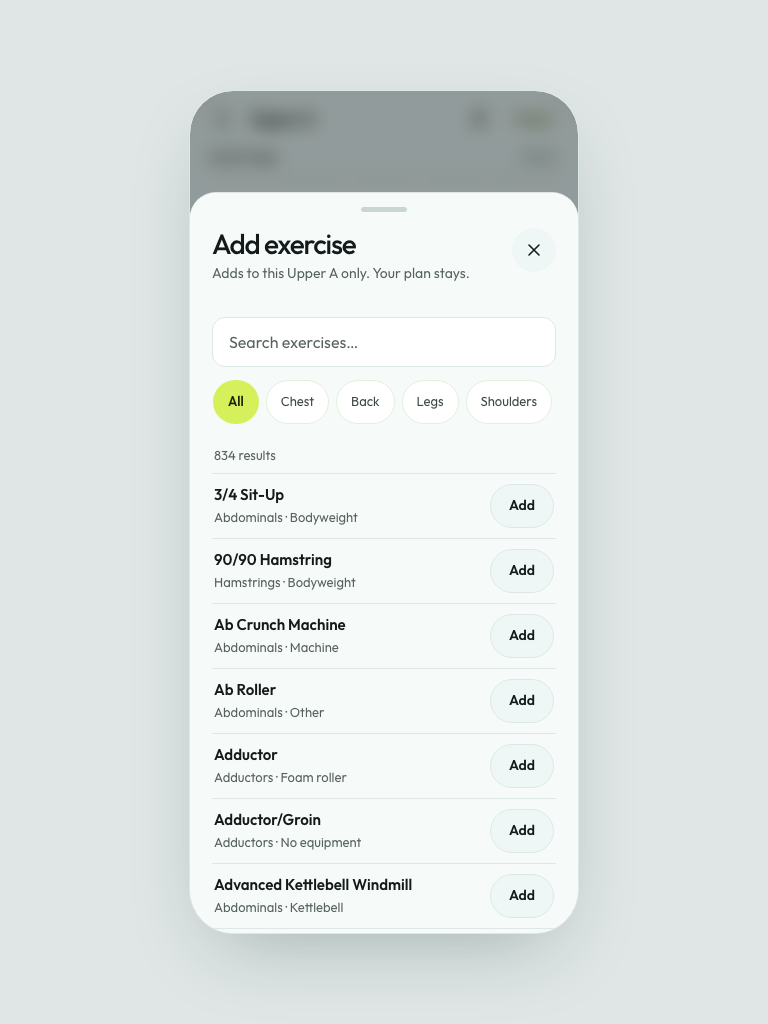 Add exercise
Adds to this Upper A only. Your plan stays.
Search exercises…
All Chest Back Legs Shoulders
834 results
3/4 Sit-Up
Abdominals · Bodyweight
Add
90/90 Hamstring
Hamstrings · Bodyweight
Add
Ab Crunch Machine
Abdominals · Machine
Add
Ab Roller
Abdominals · Other
Add
Adductor
Adductors · Foam roller
Add
Adductor/Groin
Adductors · No equipment
Add
Advanced Kettlebell Windmill
Abdominals · Kettlebell
Add